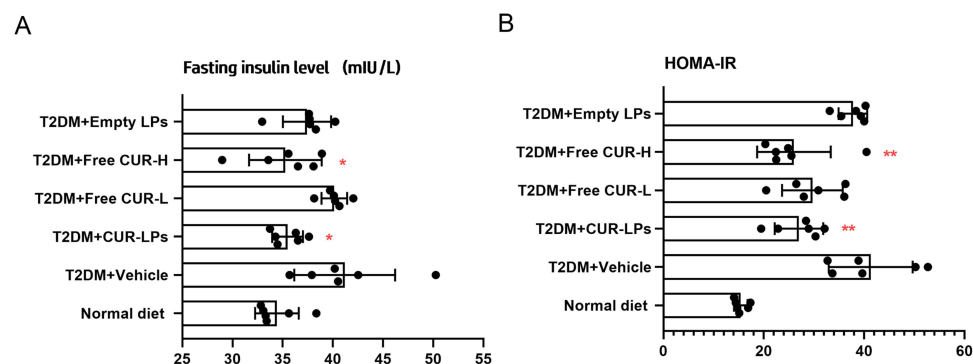 A
Fasting insulin level (mIU/L)
T2DM+Empty LPs
T2DM+Free CUR-H
*
T2DM+Free CUR-L
T2DM+CUR-LPs
*
T2DM+Vehicle
Normal diet
25 30 35 40 45 50 55
B
HOMA-IR
T2DM+Empty LPs
T2DM+Free CUR-H
**
T2DM+Free CUR-L
T2DM+CUR-LPs
**
T2DM+Vehicle
Normal diet
0 20 40 60